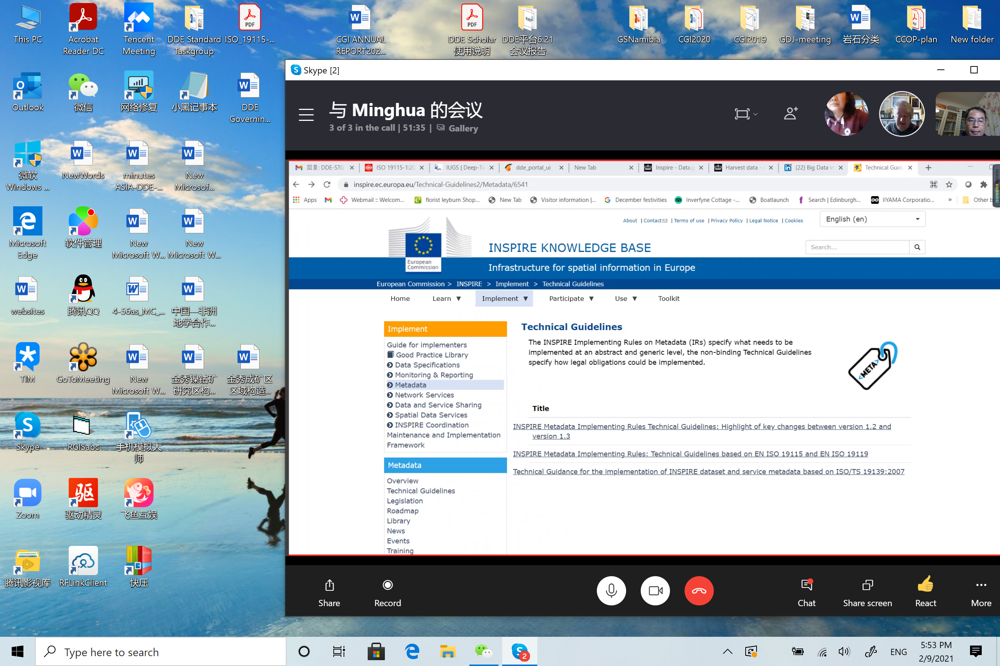 This PC
Acrobat
Reader DC
Tencent
Meeting
DDE Standard
Taskgroup
ISO_19115-...
CGI ANNUAL
REPORT202...
DDE Scholar
使用说明
DDE平台6.21
会议报告
GSNamibia
CGI2020
CGI2019
GDJ-meeting
岩石分类
CCOP-plan
New folder
Outlook
微信
网络修复
小黑记事本
DDE
Governin...
微软
Windows ...
NewWords
minutes
ASIA-DDE-...
New
Microsof...
Microsoft
Edge
软件管理
New
Microsoft W...
New
Microsoft W...
websites
腾讯QQ
4-56as_MC_...
中国—非洲
地学合作...
TIM
GoToMeeting
New
Microsoft W...
金秀镍钴矿
研究区构...
金秀成矿区
区域构造...
Skype
RGISabc
手机模拟大
师
Zoom
驱动精灵
飞鱼互娱
腾讯影视库
RFLinkClient
快压
Skype [2]
与 Minghua 的会议
3 of 3 in the call | 51:35 | Gallery
回复: DDE-STG
ISO 19115-1:20
IUGS | Deep-Ti
dde_portal_ui
New Tab
Inspire - Data.g
Harvest data -
(22) Big Data v
Technical Guid
inspire.ec.europa.eu/Technical-Guidelines2/Metadata/6541
Apps
Webmail :: Welcom...
florist leyburn Shop...
New Tab
Visitor information |...
December festivities
Inverfyne Cottage -...
Boatlaunch
Search | Edinburgh...
IIYAMA Corporatio...
»
Other b
About | Contact | Terms of use | Privacy Policy | Legal Notice | Cookies
English (en)
INSPIRE KNOWLEDGE BASE
Search...
European
Commission
Infrastructure for spatial information in Europe
European Commission > INSPIRE > Implement > Technical Guidelines
Home
Learn
Implement
Participate
Use
Toolkit
Implement
Guide for implementers
Good Practice Library
Data Specifications
Monitoring & Reporting
Metadata
Network Services
Data and Service Sharing
Spatial Data Services
INSPIRE Coordination
Maintenance and Implementation
Framework
Metadata
Overview
Technical Guidelines
Legislation
Roadmap
Library
News
Events
Training
Technical Guidelines
The INSPIRE Implementing Rules on Metadata (IRs) specify what needs to be
implemented at an abstract and generic level, the non-binding Technical Guidelines
specify how legal obligations could be implemented.
<META>
Title
INSPIRE Metadata Implementing Rules Technical Guidelines: Highlight of key changes between version 1.2 and
version 1.3
INSPIRE Metadata Implementing Rules: Technical Guidelines based on EN ISO 19115 and EN ISO 19119
Technical Guidance for the implementation of INSPIRE dataset and service metadata based on ISO/TS 19139:2007
Share
Record
Chat
Share screen
React
More
Type here to search
2
ENG
5:53 PM
2/9/2021